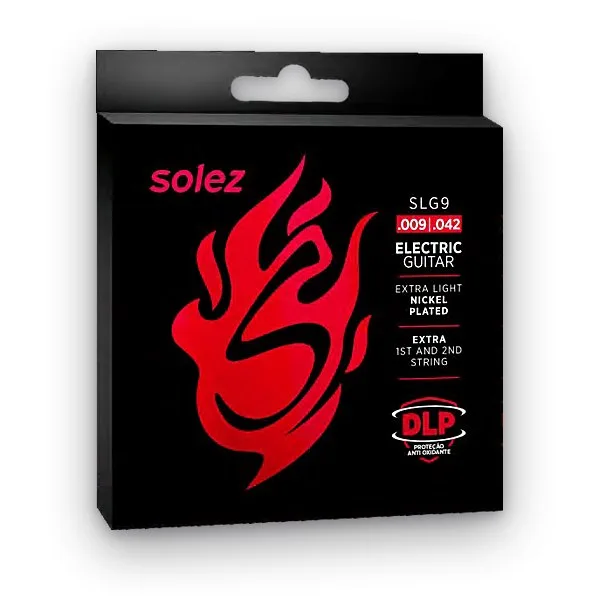 solez
SLG9
.009|.042
ELECTRIC
GUITAR
EXTRA LIGHT
NICKEL
PLATED
EXTRA
1ST AND 2ND
STRING
DLP
PROTEÇÃO
ANTI OXIDANTE